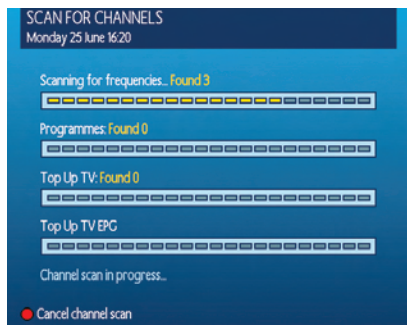 SCAN FOR CHANNELS
Monday 25 June 16:20
Scanning for frequencies... Found 3
Programmes: Found 0
Top Up TV: Found 0
Top Up TV EPG
Channel scan in progress...
Cancel channel scan